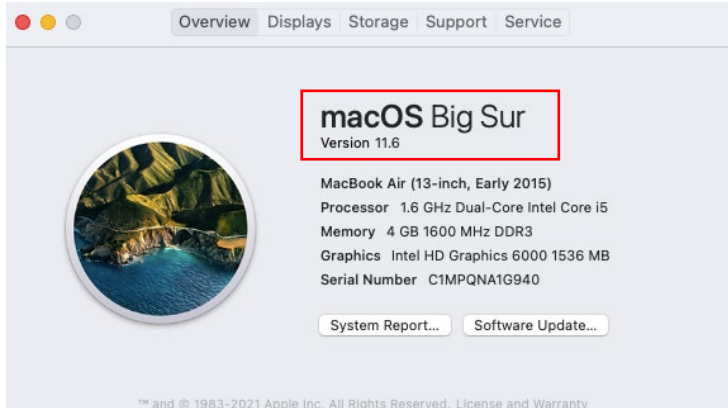 Overview Displays Storage Support Service
macOS Big Sur
Version 11.6
MacBook Air (13-inch, Early 2015)
Processor 1.6 GHz Dual-Core Intel Core i5
Memory 4 GB 1600 MHz DDR3
Graphics Intel HD Graphics 6000 1536 MB
Serial Number C1MPQNA1G940
System Report... Software Update...
™ and © 1983-2021 Apple Inc. All Rights Reserved. License and Warranty